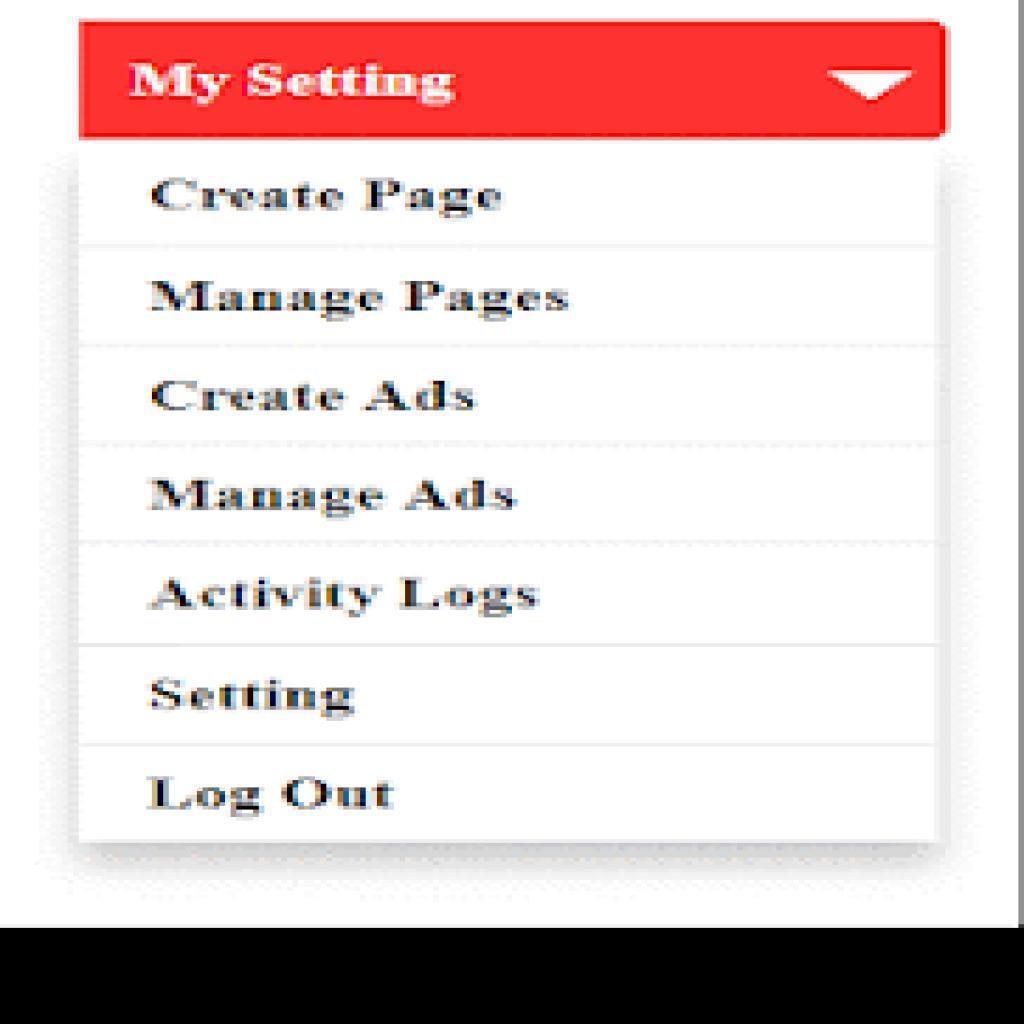 My Setting
Create Page
Manage Pages
Create Ads
Manage Ads
Activity Logs
Setting
Log Out